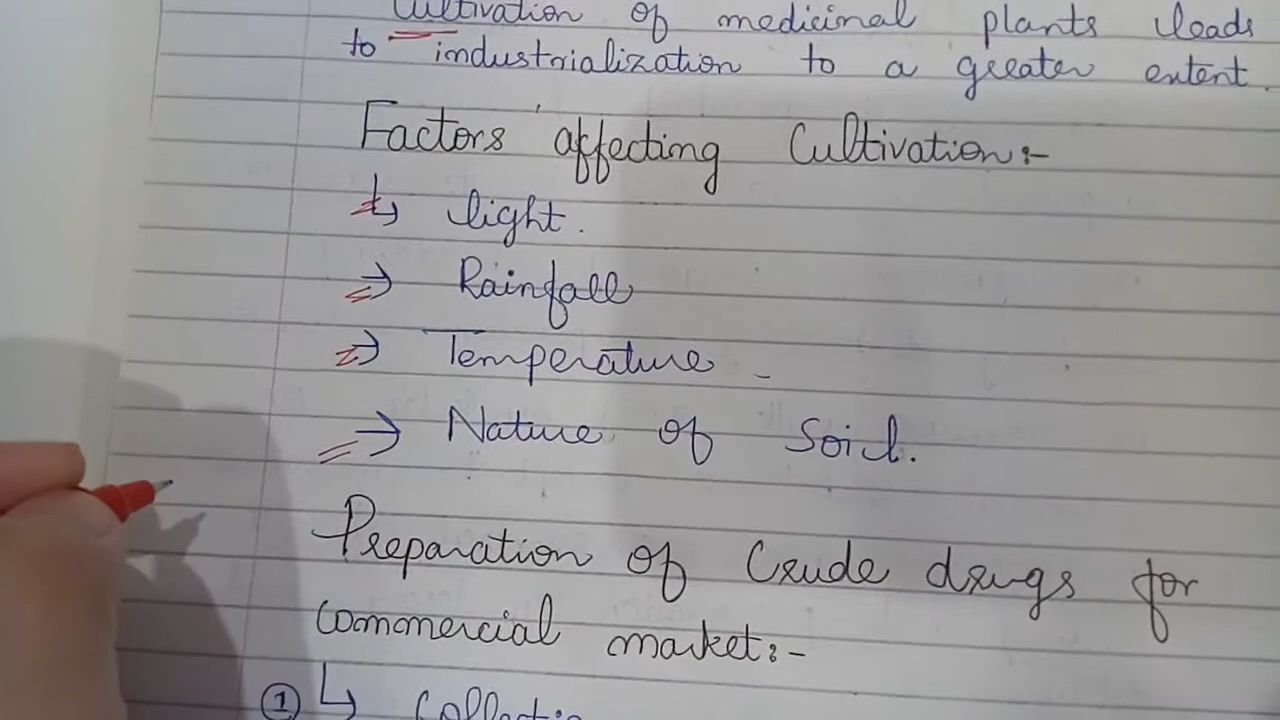 Cultivation of medicinal plants leads
to industrialization to a greater extent.
Factors affecting Cultivation:-
↳ light.
→ Rainfall
→ Temperature
→ Nature of Soil.
Preparation of Crude drugs for
commercial market:-
① ↳ Collectio